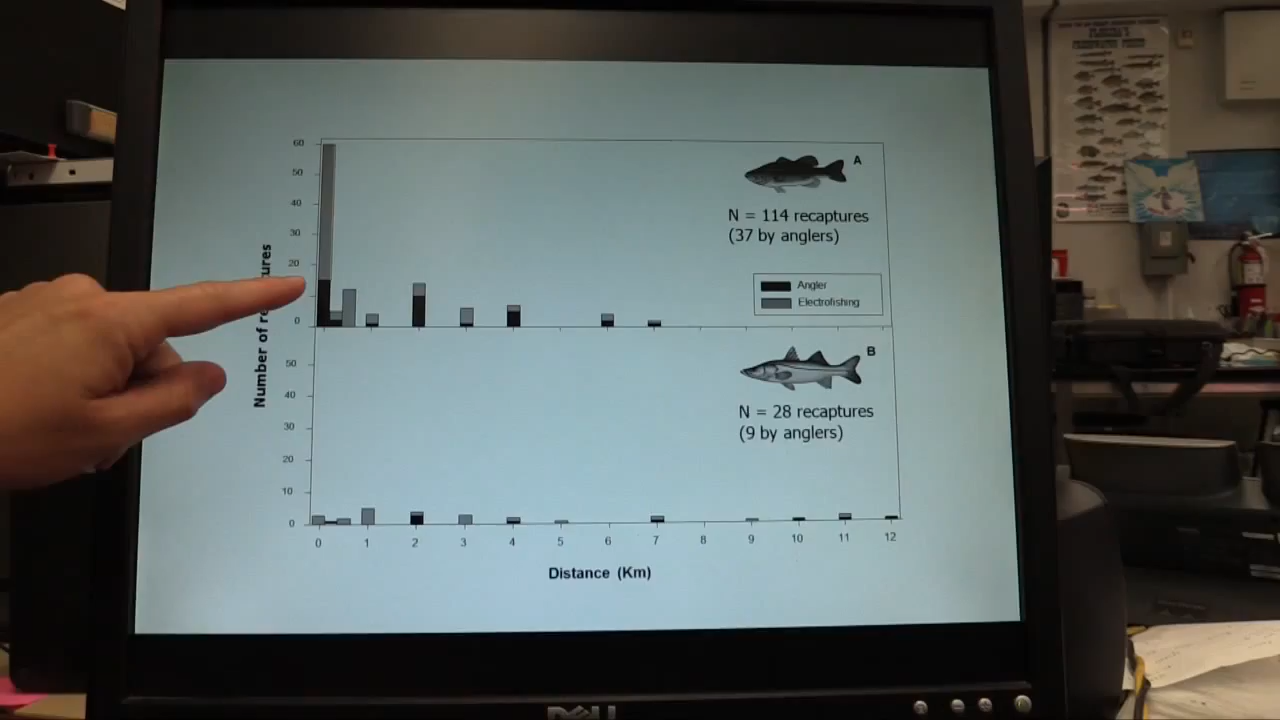 60
50
40
30
20
0
A
N = 114 recaptures
(37 by anglers)
Angler
Electrofishing
Number of
50
40
30
20
10
0
B
N = 28 recaptures
(9 by anglers)
0 1 2 3 4 5 6 7 8 9 10 11 12
Distance (Km)
DELL